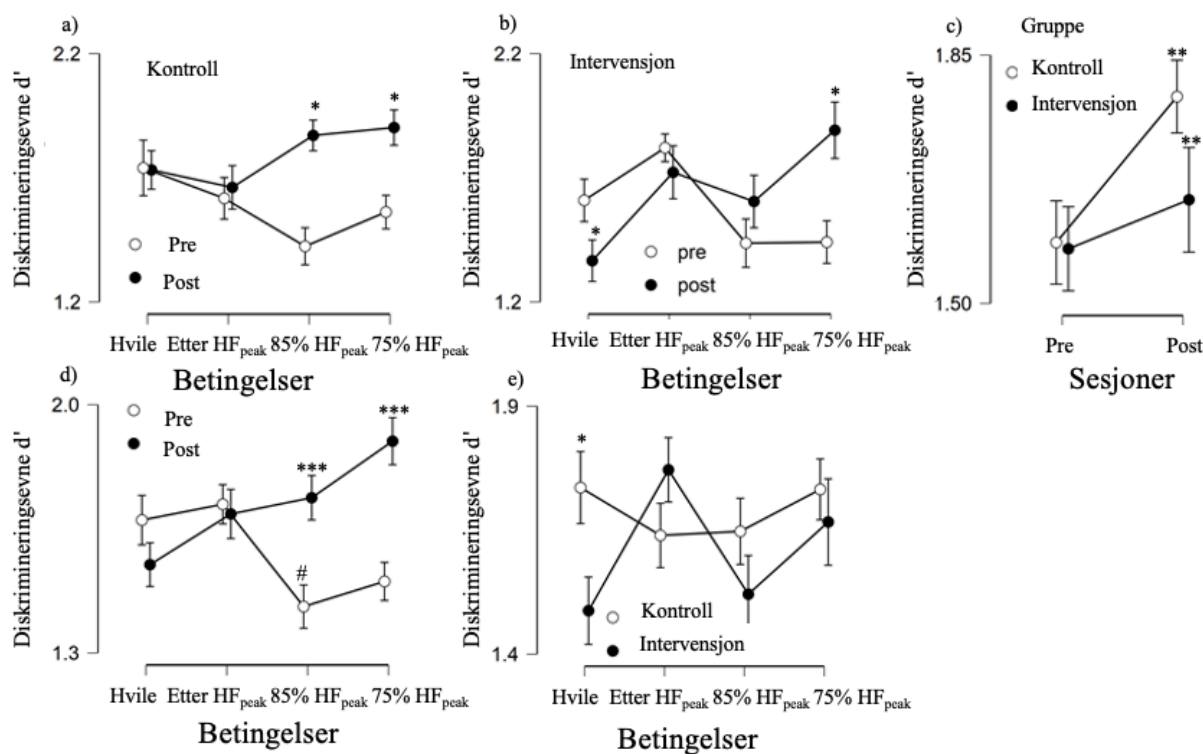 a)
2.2
Kontroll
* *
Diskrimineringsevne d'
Pre
Post
1.2
Hvile Etter HFpeak 85% HFpeak 75% HFpeak
Betingelser
b)
2.2
Intervensjon
*
*
Diskrimineringsevne d'
pre
post
1.2
Hvile Etter HFpeak 85% HFpeak 75% HFpeak
Betingelser
c)
Gruppe
1.85
Kontroll
Intervensjon
**
**
Diskrimineringsevne d'
1.50
Pre Post
Sesjoner
d)
2.0
Pre
Post
***
***
#
Diskrimineringsevne d'
1.3
Hvile Etter HFpeak 85% HFpeak 75% HFpeak
Betingelser
e)
1.9
*
Diskrimineringsevne d'
Kontroll
Intervensjon
1.4
Hvile Etter HFpeak 85% HFpeak 75% HFpeak
Betingelser